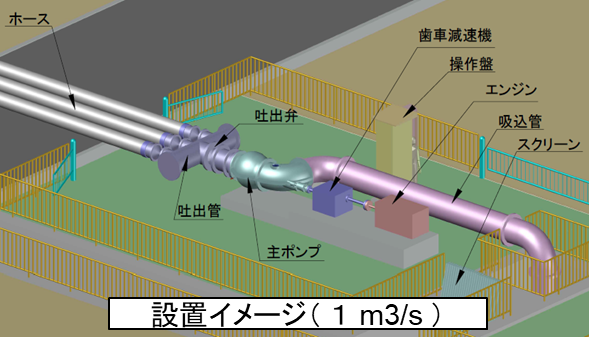 ホース
歯車減速機
操作盤
エンジン
吸込管
スクリーン
吐出弁
吐出管
主ポンプ
設置イメージ（１m3/s）